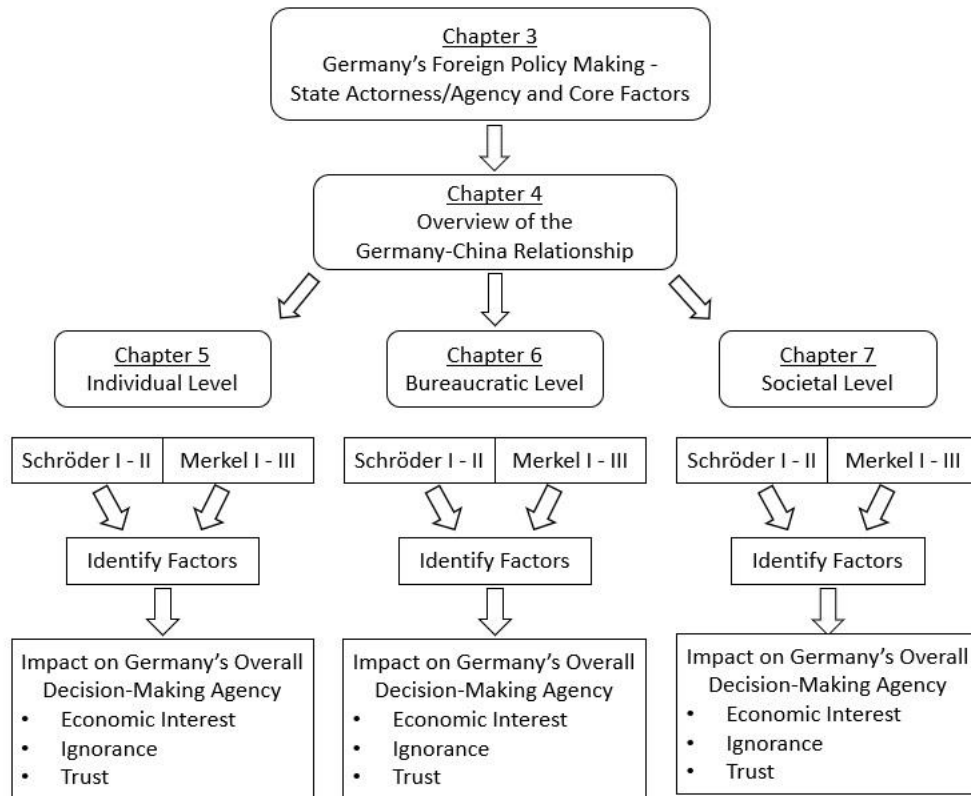 Chapter 3
Germany’s Foreign Policy Making -
State Actorness/Agency and Core Factors
Chapter 4
Overview of the
Germany-China Relationship
Chapter 5
Individual Level
Chapter 6
Bureaucratic Level
Chapter 7
Societal Level
Schröder I - II
Merkel I - III
Schröder I - II
Merkel I - III
Schröder I - II
Merkel I - III
Identify Factors
Identify Factors
Identify Factors
Impact on Germany’s Overall
Decision-Making Agency
• Economic Interest
• Ignorance
• Trust
Impact on Germany’s Overall
Decision-Making Agency
• Economic Interest
• Ignorance
• Trust
Impact on Germany’s Overall
Decision-Making Agency
• Economic Interest
• Ignorance
• Trust